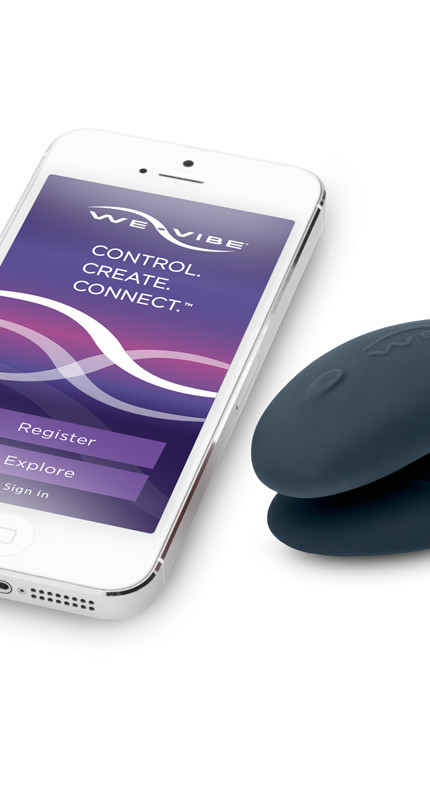 WE-VIBE®
CONTROL.
CREATE.
CONNECT.™
Register
Explore
Sign in